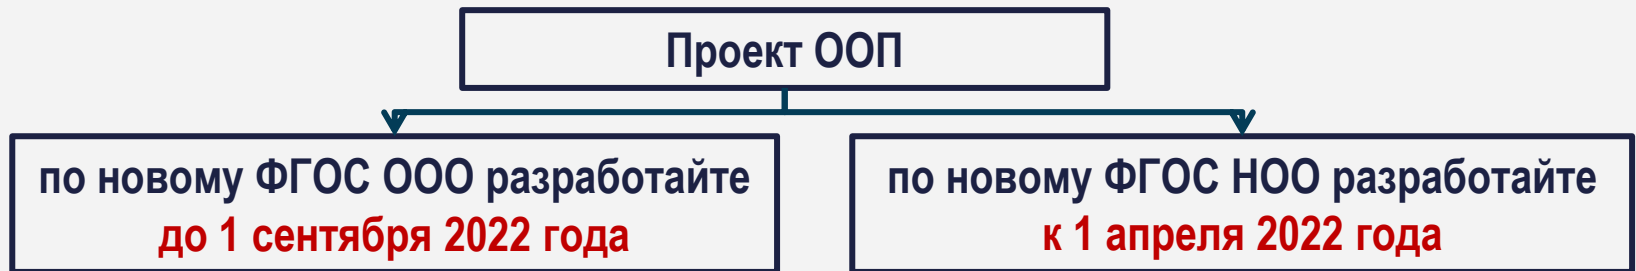 Проект ООП
по новому ФГОС ООО разработайте
до 1 сентября 2022 года
по новому ФГОС НОО разработайте
к 1 апреля 2022 года